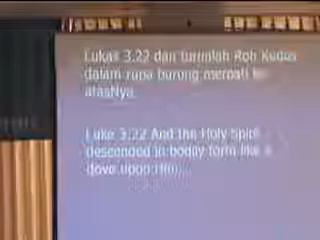 Lukas 3.22 dan turunlah Roh Kudus
dalam rupa burung merpati ke
atasNya.
Luke 3:22 And the Holy Spirit
descended in bodily form like a
dove upon Him...